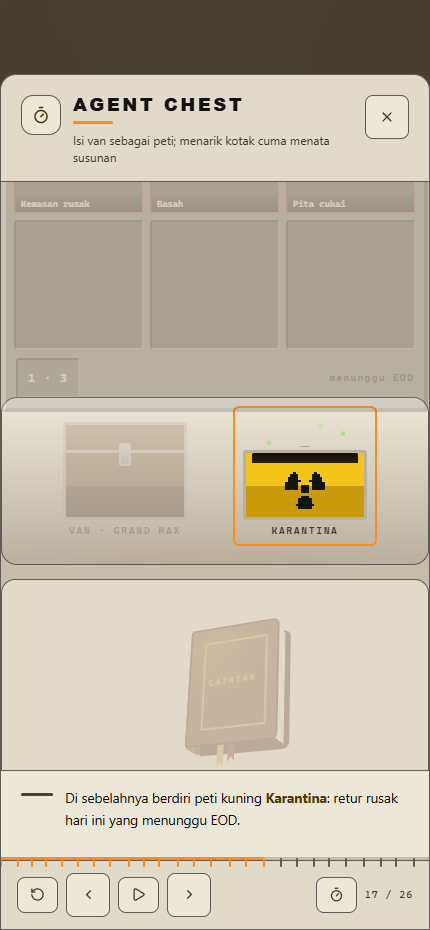 AGENT CHEST
Isi van sebagai peti; menarik kotak cuma menata
susunan
Kemasan rusak
Basah
Pita cukai
1 · 3
menunggu EOD
VAN · GRAND MAX
KARANTINA
CATATAN
Di sebelahnya berdiri peti kuning Karantina: retur rusak
hari ini yang menunggu EOD.
17 / 26